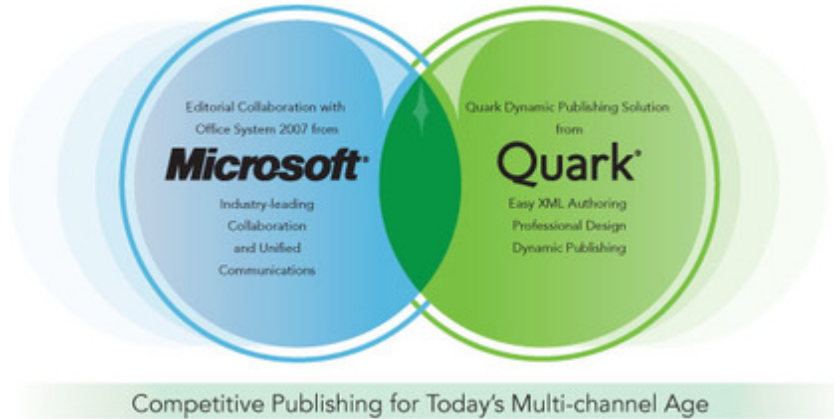 Editorial Collaboration with
Office System 2007 from
Microsoft®
Industry-leading
Collaboration
and Unified
Communications
Quark Dynamic Publishing Solution
from
Quark®
Easy XML Authoring
Professional Design
Dynamic Publishing
Competitive Publishing for Today's Multi-channel Age